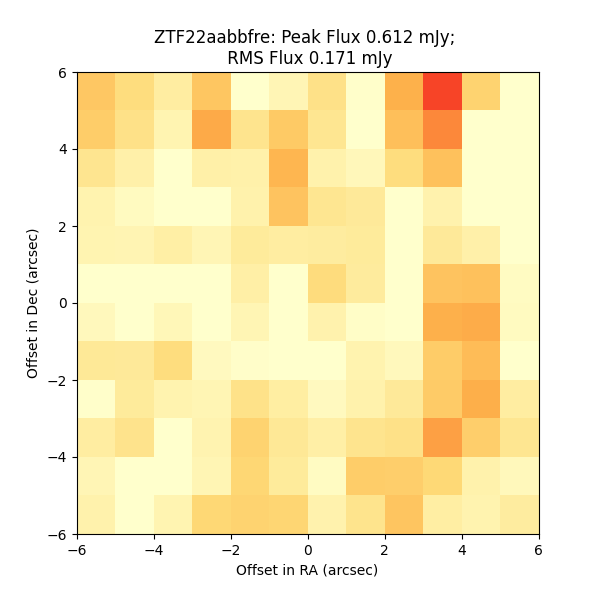 ZTF22aabbfre: Peak Flux 0.612 mJy;
RMS Flux 0.171 mJy
6
4
2
0
−2
−4
−6
Offset in Dec (arcsec)
−6 −4 −2 0 2 4 6
Offset in RA (arcsec)